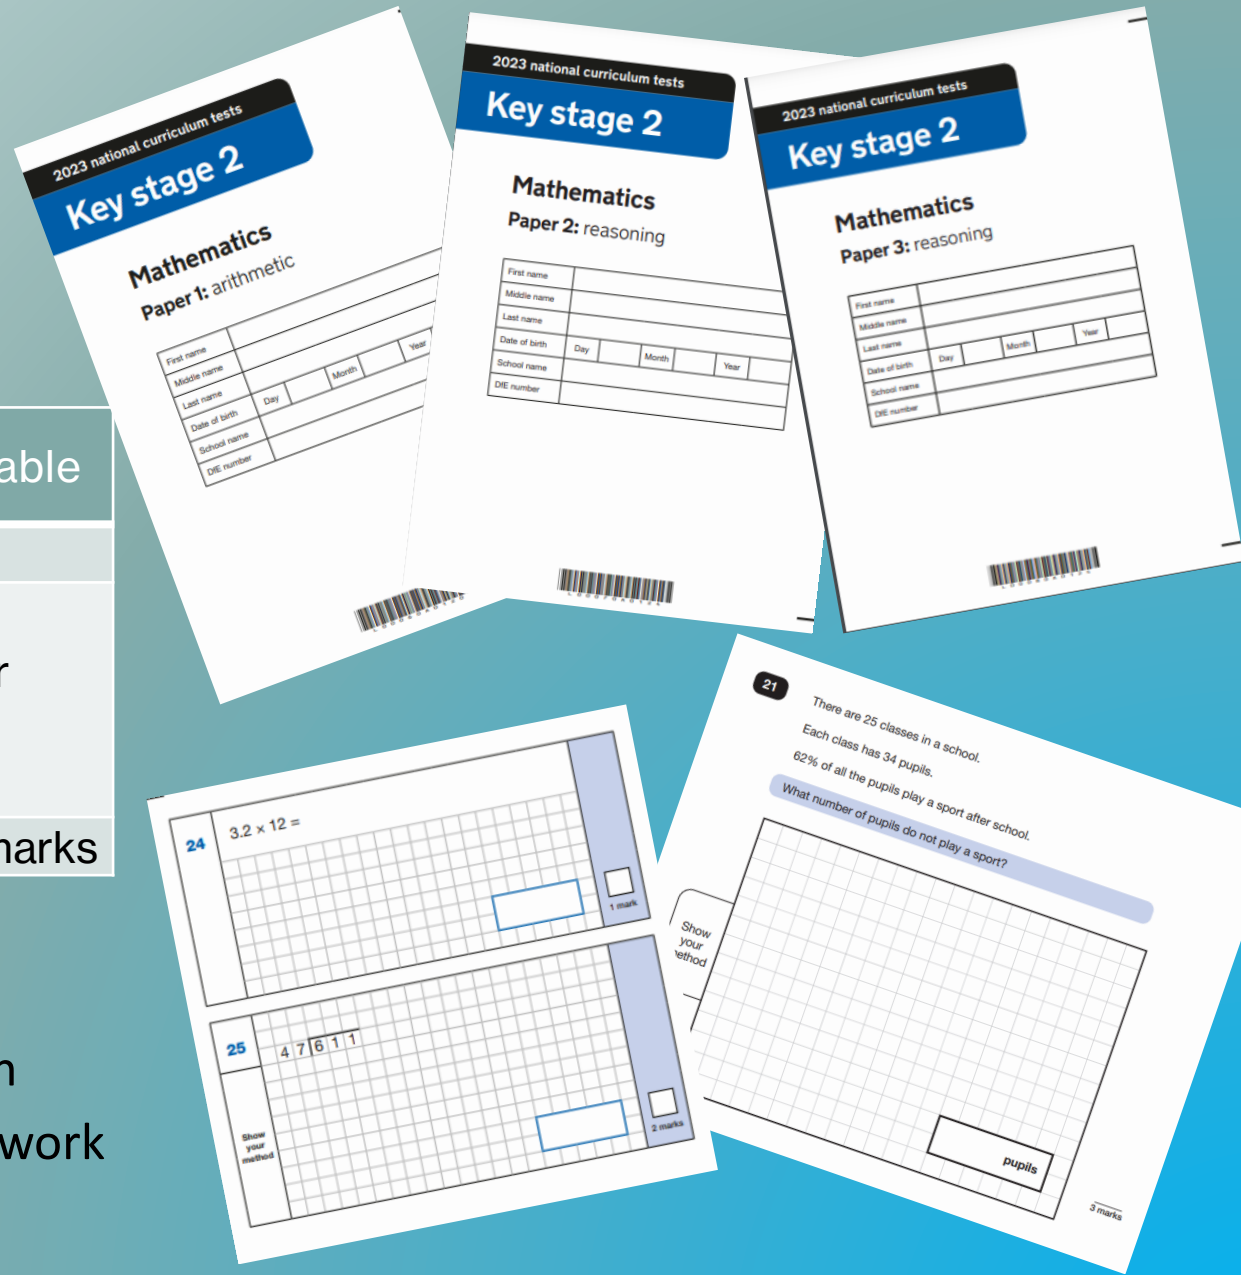 2023 national curriculum tests
Key stage 2
Mathematics
Paper 1: arithmetic
First name
Middle name
Last name
Date of birth
Day
Month
Year
School name
DfE number
2023 national curriculum tests
Key stage 2
Mathematics
Paper 2: reasoning
First name
Middle name
Last name
Date of birth
Day
Month
Year
School name
DfE number
2023 national curriculum tests
Key stage 2
Mathematics
Paper 3: reasoning
First name
Middle name
Last name
Date of birth
Day
Month
Year
School name
DfE number
able
r
marks
n
work
24
3.2 × 12 =
1 mark
25
47 611
Show
your
method
2 marks
21
There are 25 classes in a school.
Each class has 34 pupils.
62% of all the pupils play a sport after school.
What number of pupils do not play a sport?
Show
your
method
pupils
3 marks